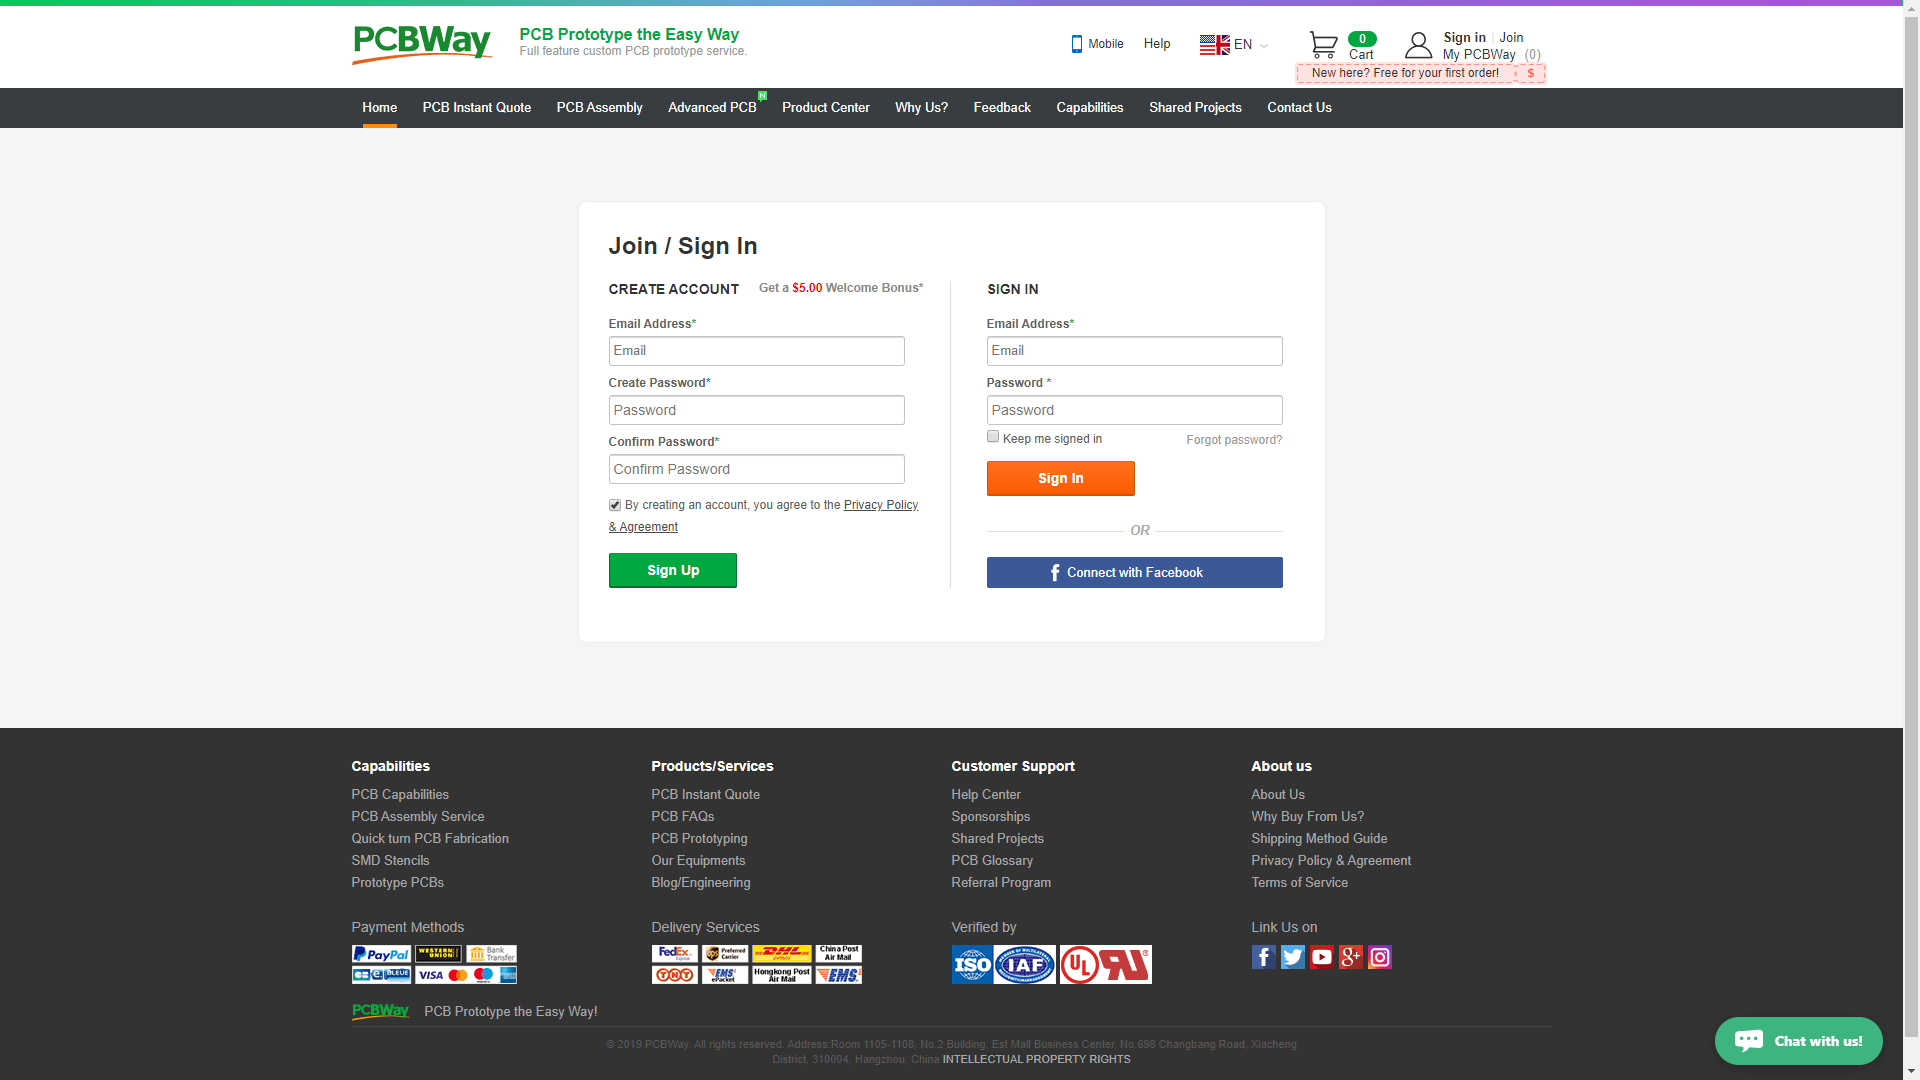 PCBWay
PCB Prototype the Easy Way
Full feature custom PCB prototype service.
Mobile
Help
EN
0
Cart
Sign in
Join
My PCBWay (0)
New here? Free for your first order!
$
Home
PCB Instant Quote
PCB Assembly
Advanced PCB
N
Product Center
Why Us?
Feedback
Capabilities
Shared Projects
Contact Us
Join / Sign In
CREATE ACCOUNT
Get a $5.00 Welcome Bonus*
Email Address*
Email
Create Password*
Password
Confirm Password*
Confirm Password
By creating an account, you agree to the Privacy Policy
& Agreement
Sign Up
SIGN IN
Email Address*
Email
Password *
Password
Keep me signed in
Forgot password?
Sign In
OR
f Connect with Facebook
Capabilities
PCB Capabilities
PCB Assembly Service
Quick turn PCB Fabrication
SMD Stencils
Prototype PCBs
Products/Services
PCB Instant Quote
PCB FAQs
PCB Prototyping
Our Equipments
Blog/Engineering
Customer Support
Help Center
Sponsorships
Shared Projects
PCB Glossary
Referral Program
About us
About Us
Why Buy From Us?
Shipping Method Guide
Privacy Policy & Agreement
Terms of Service
Payment Methods
PayPal
WESTERN UNION
Bank Transfer
BLEUE
VISA
Delivery Services
FedEx
Express
UPS Preferred Carrier
DHL
China Post Air Mail
TNT
EMS
ePacket
Hongkong Post Air Mail
EMS
Verified by
ISO
IAF
UL
Link Us on
f
g+
PCBWay
PCB Prototype the Easy Way!
© 2019 PCBWay. All rights reserved. Address:Room 1105-1108, No.2 Building, Est Mall Business Center, No.698 Changbang Road, Xiacheng
District, 310004, Hangzhou, China INTELLECTUAL PROPERTY RIGHTS
Chat with us!